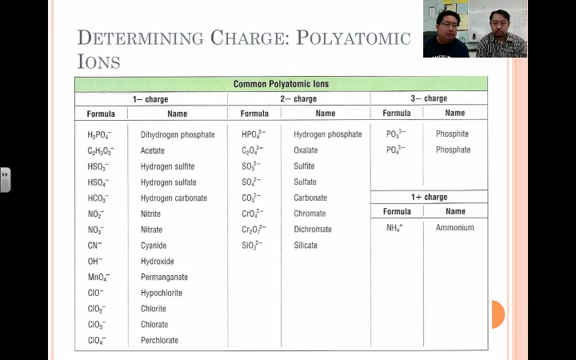 DETERMINING CHARGE: POLYATOMIC
IONS
Common Polyatomic Ions
1− charge 2− charge 3− charge
Formula Name Formula Name Formula Name
H₂PO₄⁻ Dihydrogen phosphate HPO₄²⁻ Hydrogen phosphate PO₃³⁻ Phosphite
C₂H₃O₂⁻ Acetate C₂O₄²⁻ Oxalate PO₄³⁻ Phosphate
HSO₃⁻ Hydrogen sulfite SO₃²⁻ Sulfite
HSO₄⁻ Hydrogen sulfate SO₄²⁻ Sulfate
HCO₃⁻ Hydrogen carbonate CO₃²⁻ Carbonate 1+ charge
NO₂⁻ Nitrite CrO₄²⁻ Chromate Formula Name
NO₃⁻ Nitrate Cr₂O₇²⁻ Dichromate NH₄⁺ Ammonium
CN⁻ Cyanide SiO₃²⁻ Silicate
OH⁻ Hydroxide
MnO₄⁻ Permanganate
ClO⁻ Hypochlorite
ClO₂⁻ Chlorite
ClO₃⁻ Chlorate
ClO₄⁻ Perchlorate